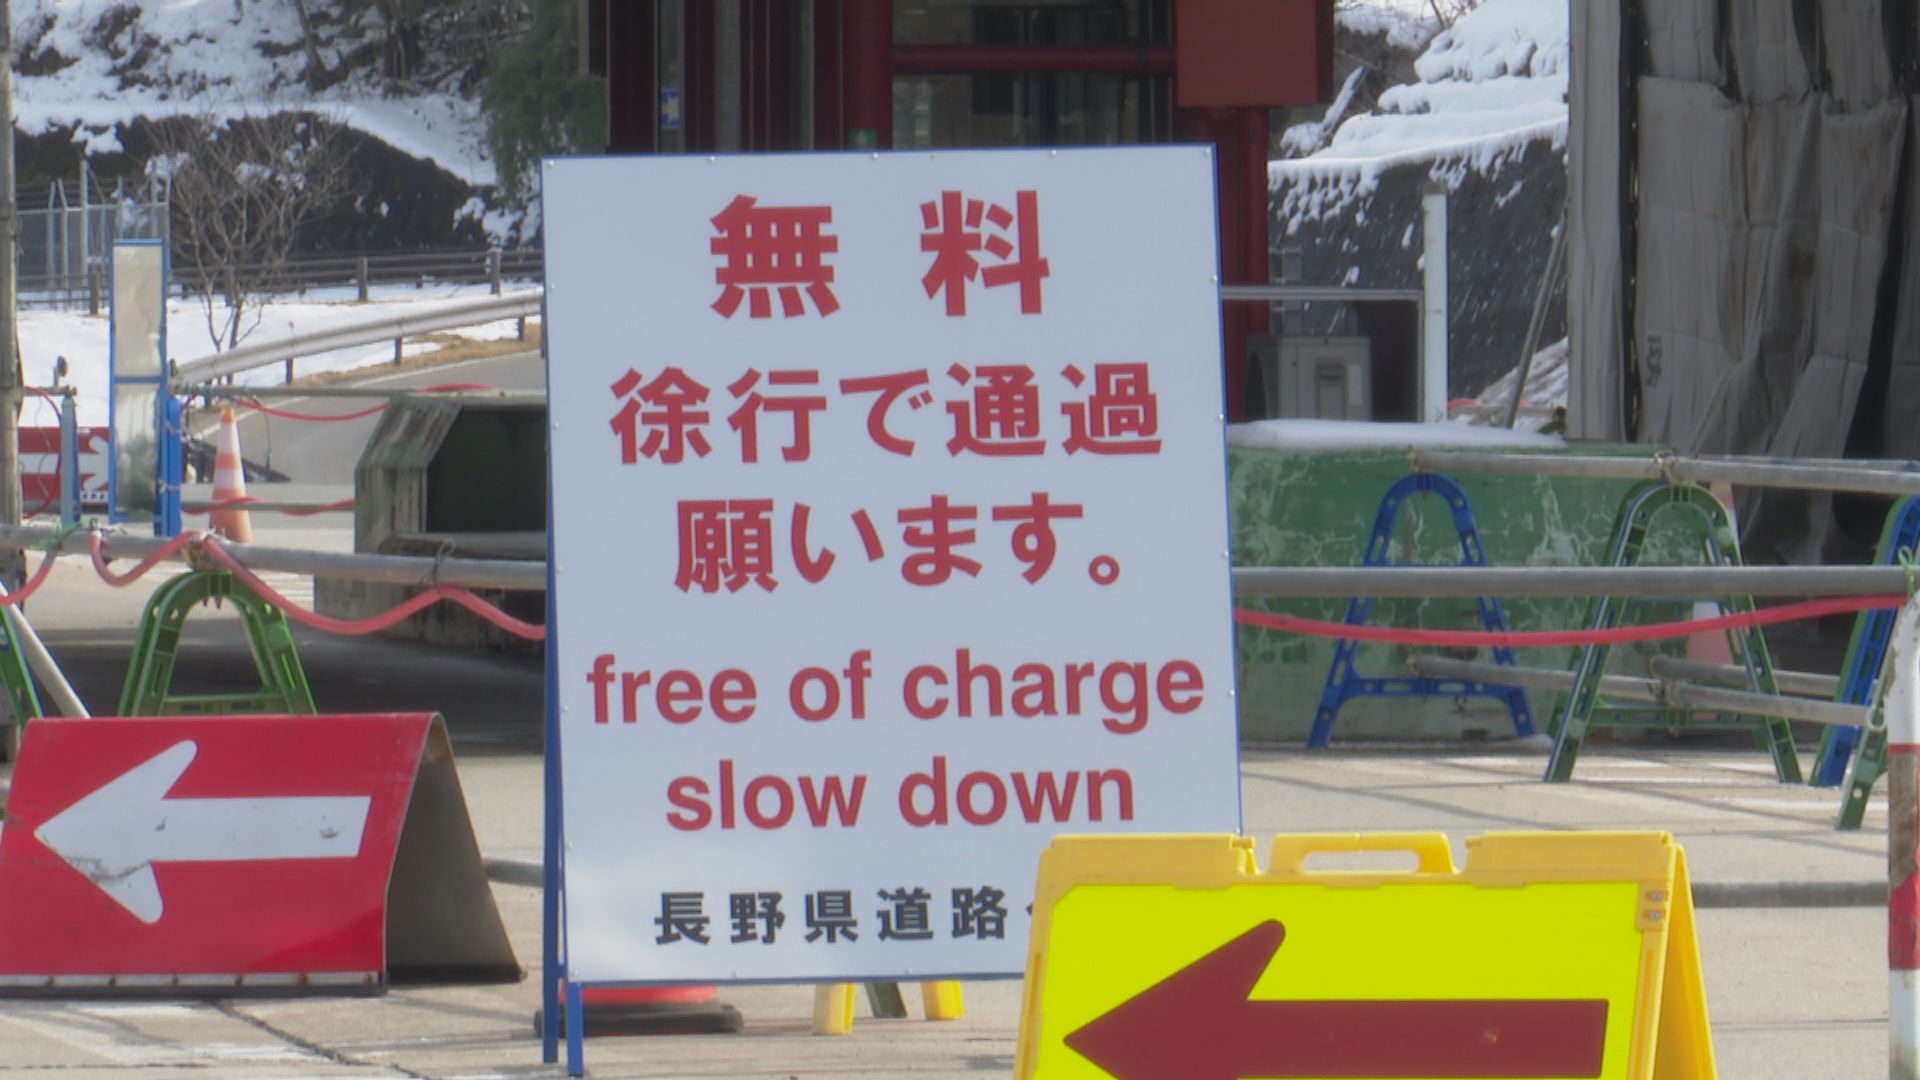 無料
徐行で通過
願います。
free of charge
slow down
長野県道路